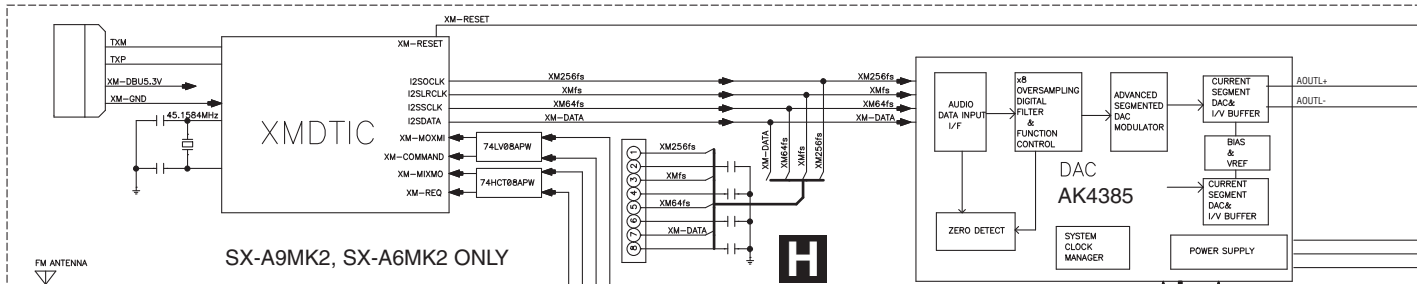 XM-RESET
TXM
TXP
XM-DBU5.3V
XM-GND
45.1584MHz
XM-RESET
I2SOCLK
I2SLRCLK
I2SSCLK
I2SDATA
XM-MOXMI
XM-COMMAND
XM-MIXMO
XM-REQ
XMDTIC
74LV08APW
74HCT08APW
XM256fs
XMfs
XM64fs
XM-DATA
XM256fs
XMfs
XM64fs
XM-DATA
XM-DATA
XM64fs
XMfs
XM256fs
1
2
3
4
5
6
7
8
XM256fs
XMfs
XM64fs
XM-DATA
AUDIO
DATA INPUT
I/F
x8
OVERSAMPLING
DIGITAL
FILTER
&
FUNCTION
CONTROL
ADVANCED
SEGMENTED
DAC
MODULATOR
CURRENT
SEGMENT
DAC&
I/V BUFFER
AOUTL+
AOUTL-
BIAS
&
VREF
DAC
AK4385
CURRENT
SEGMENT
DAC&
I/V BUFFER
ZERO DETECT
SYSTEM
CLOCK
MANAGER
POWER SUPPLY
H
SX-A9MK2, SX-A6MK2 ONLY
FM ANTENNA